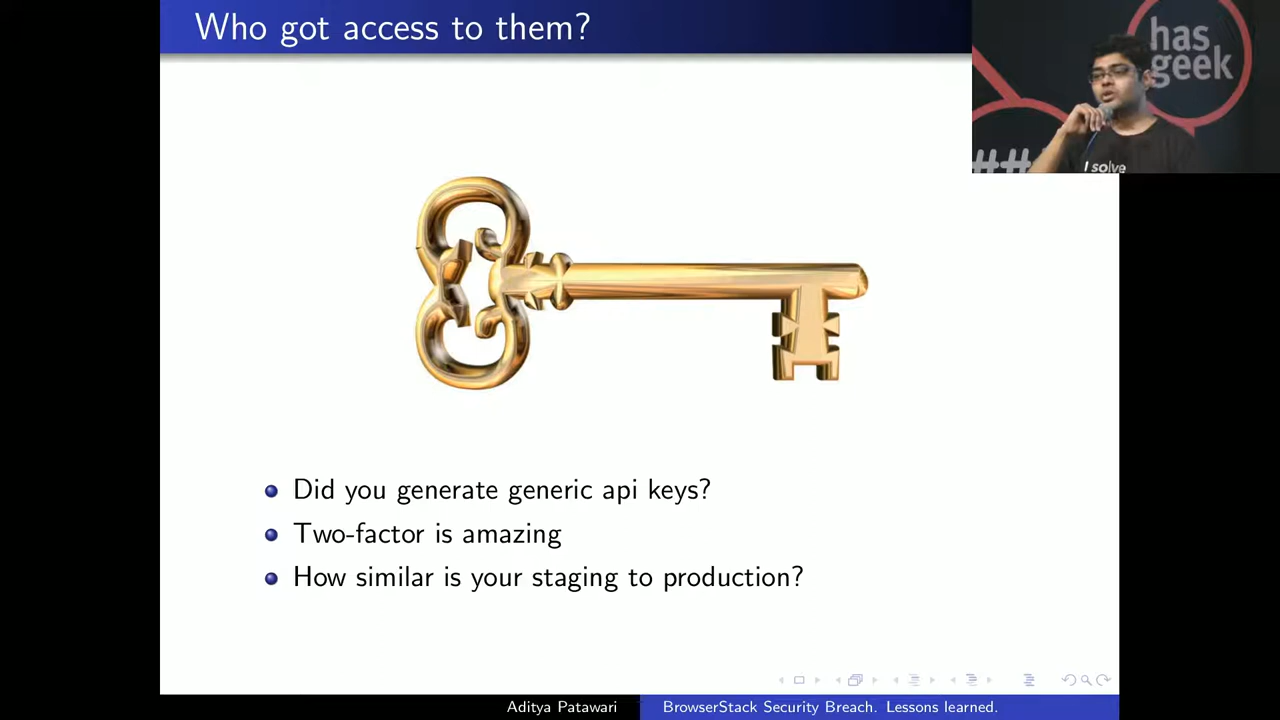 Who got access to them?
has
geek
##
I solve
Did you generate generic api keys?
Two-factor is amazing
How similar is your staging to production?
Aditya Patawari
BrowserStack Security Breach. Lessons learned.